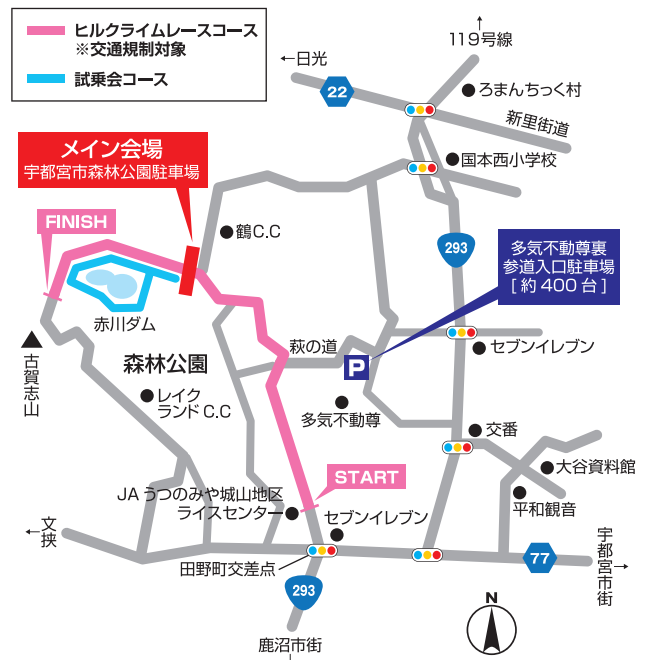 ヒルクライムレースコース
※交通規制対象
試乗会コース
119号線
←日光
22
ろまんちっく村
新里街道
メイン会場
宇都宮市森林公園駐車場
国本西小学校
FINISH
鶴C.C
293
多気不動尊裏
参道入口駐車場
[約400台]
赤川ダム
萩の道
セブンイレブン
古賀志山
森林公園
P
レイク
ランドC.C
多気不動尊
交番
START
大谷資料館
JAうつのみや城山地区
ライスセンター
平和観音
セブンイレブン
←文挟
田野町交差点
77
宇都宮市街→
293
N
鹿沼市街